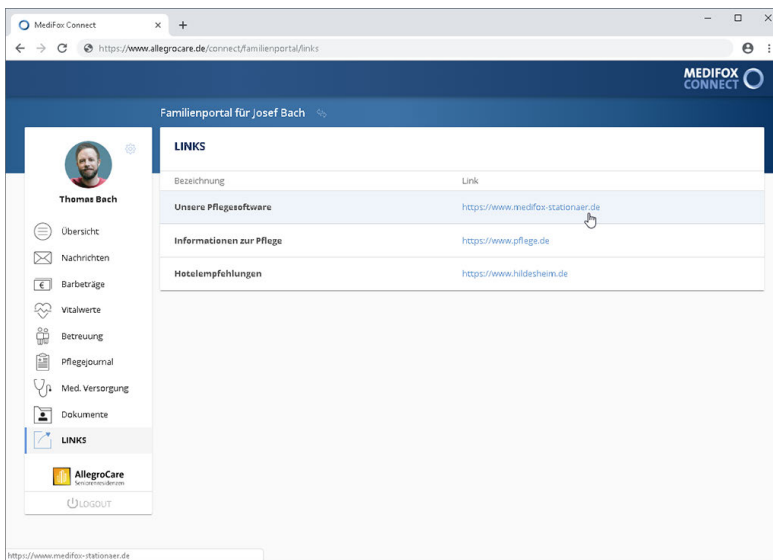 MediFox Connect
https://www.allegrocare.de/connect/familienportal/links
MEDIFOX
CONNECT
Familienportal für Josef Bach
Thomas Bach
Übersicht
Nachrichten
Barbeträge
Vitalwerte
Betreuung
Pflegejournal
Med. Versorgung
Dokumente
LINKS
AllegroCare
Seniorenresidenzen
LOGOUT
LINKS
Bezeichnung Link
Unsere Pflegesoftware https://www.medifox-stationaer.de
Informationen zur Pflege https://www.pflege.de
Hotelempfehlungen https://www.hildesheim.de
https://www.medifox-stationaer.de